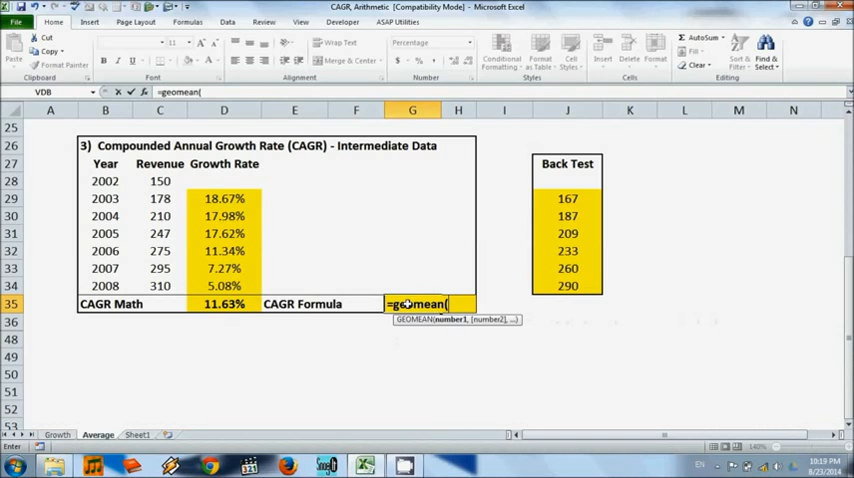 CAGR, Arithmetic [Compatibility Mode] - Microsoft Excel
File Home Insert Page Layout Formulas Data Review View Developer ASAP Utilities
Cut
Copy
Format Painter
Paste
Wrap Text
Merge & Center
Percentage
Conditional Formatting
Format as Table
Cell Styles
Insert
Delete
Format
AutoSum
Fill
Clear
Sort & Filter
Find & Select
Clipboard Font Alignment Number Styles Cells Editing
VDB =geomean(
A B C D E F G H I J K L M N
25
26 3) Compounded Annual Growth Rate (CAGR) - Intermediate Data
27 Year Revenue Growth Rate Back Test
28 2002 150
29 2003 178 18.67% 167
30 2004 210 17.98% 187
31 2005 247 17.62% 209
32 2006 275 11.34% 233
33 2007 295 7.27% 260
34 2008 310 5.08% 290
35 CAGR Math 11.63% CAGR Formula =geomean(
36 GEOMEAN(number1, [number2], ...)
48
49
50
51
52
53
Growth Average Sheet1
Enter 140%
EN 10:19 PM
8/23/2014